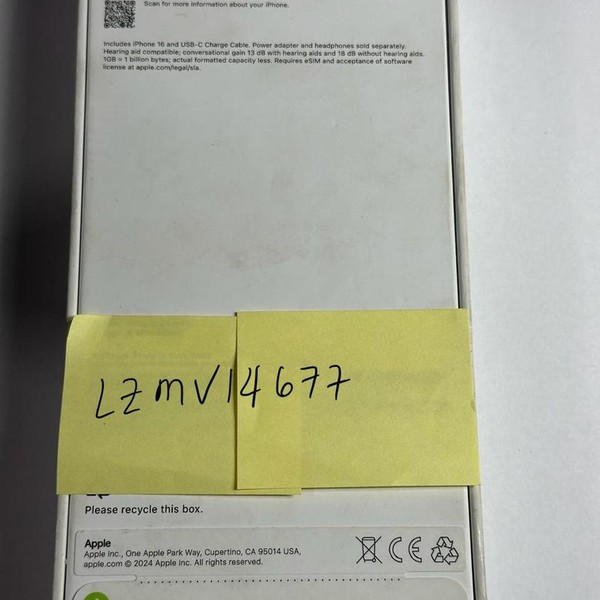 Scan for more information about your iPhone.
Includes iPhone 16 and USB-C Charge Cable. Power adapter and headphones sold separately.
Hearing aid compatible; conversational gain 13 dB with hearing aids and 18 dB without hearing aids.
1GB = 1 billion bytes; actual formatted capacity less. Requires eSIM and acceptance of software
license at apple.com/legal/sla.
LZmV14677
Please recycle this box.
Apple
Apple Inc., One Apple Park Way, Cupertino, CA 95014 USA,
apple.com © 2024 Apple Inc. All rights reserved.
CE